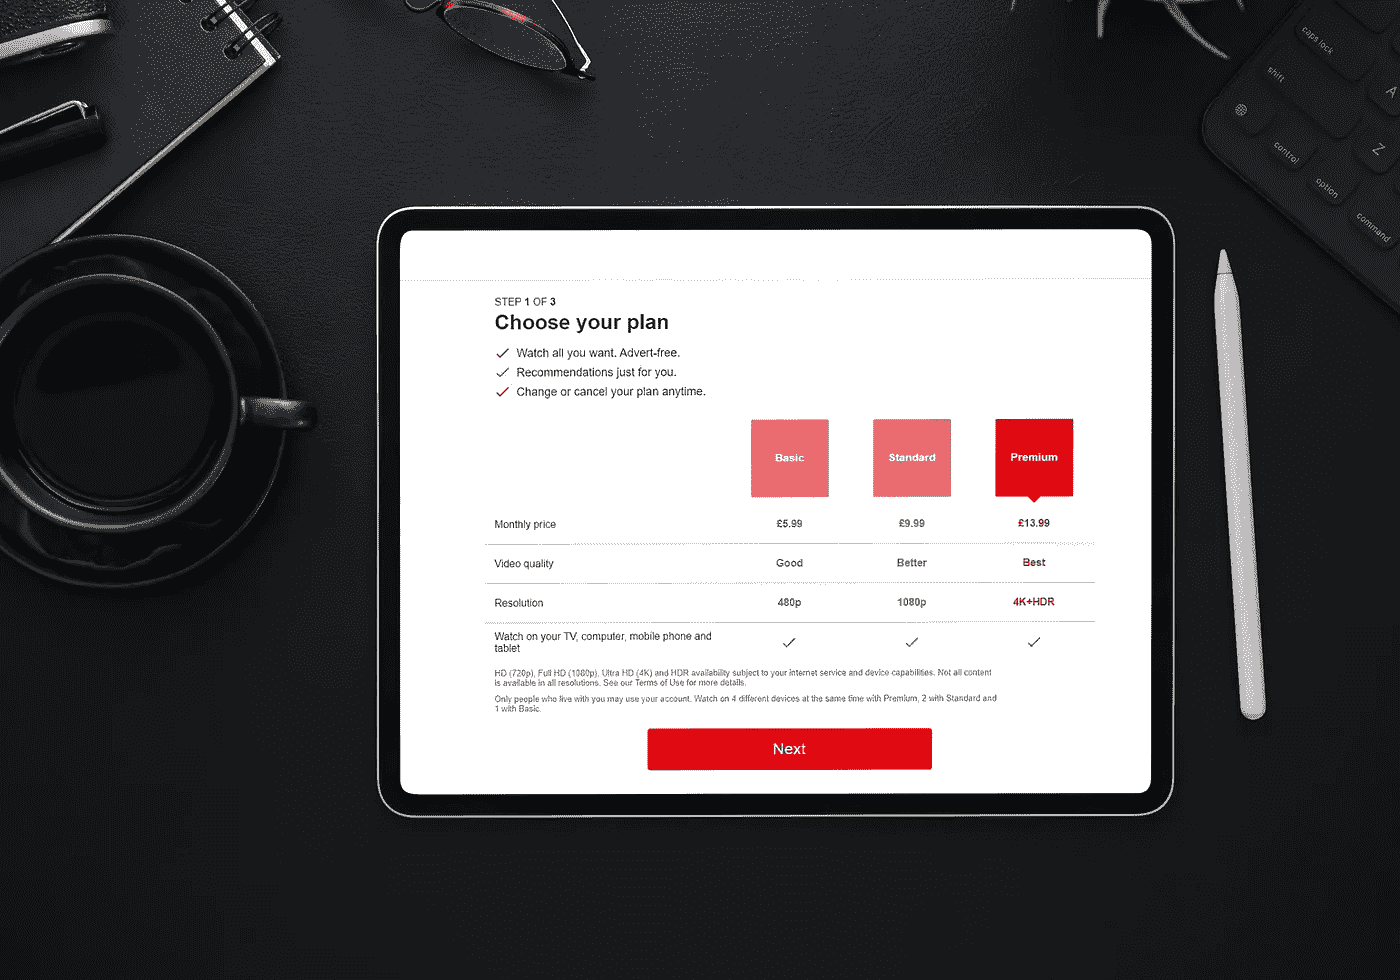 caps lock
shift
A
Z
control
option
command
STEP 1 OF 3
Choose your plan
Watch all you want. Advert-free.
Recommendations just for you.
Change or cancel your plan anytime.
Basic Standard Premium
Monthly price £5.99 £9.99 £13.99
Video quality Good Better Best
Resolution 480p 1080p 4K+HDR
Watch on your TV, computer, mobile phone and
tablet
HD (720p), Full HD (1080p), Ultra HD (4K) and HDR availability subject to your internet service and device capabilities. Not all content
is available in all resolutions. See our Terms of Use for more details.
Only people who live with you may use your account. Watch on 4 different devices at the same time with Premium, 2 with Standard and
1 with Basic.
Next